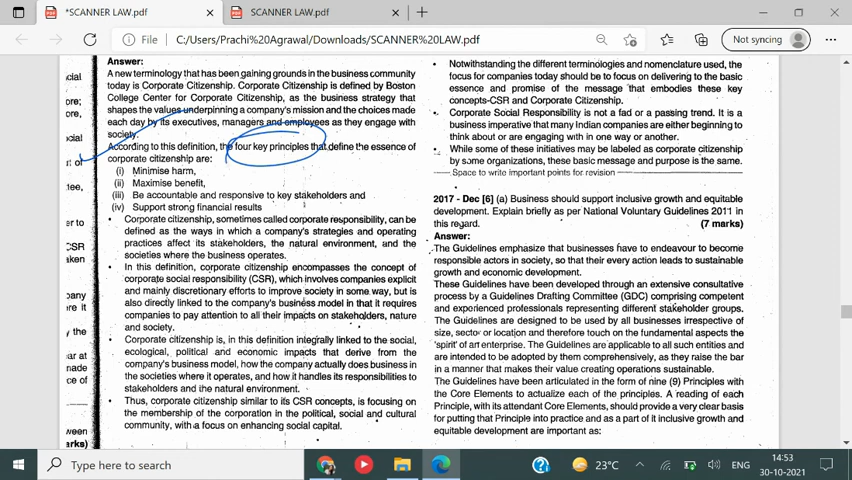 *SCANNER LAW.pdf
SCANNER LAW.pdf
File
C:/Users/Prachi%20Agrawal/Downloads/SCANNER%20LAW.pdf
Not syncing
Answer:
A new terminology that has been gaining grounds in the business community
today is Corporate Citizenship. Corporate Citizenship is defined by Boston
College Center for Corporate Citizenship, as the business strategy that
shapes the values underpinning a company's mission and the choices made
each day by its executives, managers and employees as they engage with
society.
According to this definition, the four key principles that define the essence of
corporate citizenship are:
(i) Minimise harm,
(ii) Maximise benefit,
(iii) Be accountable and responsive to key stakeholders and
(iv) Support strong financial results
• Corporate citizenship, sometimes called corporate responsibility, can be
defined as the ways in which a company's strategies and operating
practices affect its stakeholders, the natural environment, and the
societies where the business operates.
• In this definition, corporate citizenship encompasses the concept of
corporate social responsibility (CSR), which involves companies explicit
and mainly discretionary efforts to improve society in some way, but is
also directly linked to the company's business model in that it requires
companies to pay attention to all their impacts on stakeholders, nature
and society.
• Corporate citizenship is, in this definition integrally linked to the social,
ecological, political and economic impacts that derive from the
company's business model, how the company actually does business in
the societies where it operates, and how it handles its responsibilities to
stakeholders and the natural environment.
• Thus, corporate citizenship similar to its CSR concepts, is focusing on
the membership of the corporation in the political, social and cultural
community, with a focus on enhancing social capital.
• Notwithstanding the different terminologies and nomenclature used, the
focus for companies today should be to focus on delivering to the basic
essence and promise of the message that embodies these key
concepts-CSR and Corporate Citizenship.
• Corporate Social Responsibility is not a fad or a passing trend. It is a
business imperative that many Indian companies are either beginning to
think about or are engaging with in one way or another.
• While some of these initiatives may be labeled as corporate citizenship
by some organizations, these basic message and purpose is the same.
Space to write important points for revision
2017 - Dec [6] (a) Business should support inclusive growth and equitable
development. Explain briefly as per National Voluntary Guidelines 2011 in
this regard. (7 marks)
Answer:
The Guidelines emphasize that businesses have to endeavour to become
responsible actors in society, so that their every action leads to sustainable
growth and economic development.
These Guidelines have been developed through an extensive consultative
process by a Guidelines Drafting Committee (GDC) comprising competent
and experienced professionals representing different stakeholder groups.
The Guidelines are designed to be used by all businesses irrespective of
size, sector or location and therefore touch on the fundamental aspects the
'spirit' of an enterprise. The Guidelines are applicable to all such entities and
are intended to be adopted by them comprehensively, as they raise the bar
in a manner that makes their value creating operations sustainable.
The Guidelines have been articulated in the form of nine (9) Principles with
the Core Elements to actualize each of the principles. A reading of each
Principle, with its attendant Core Elements, should provide a very clear basis
for putting that Principle into practice and as a part of it inclusive growth and
equitable development are important as:
Type here to search
23°C
ENG
14:53
30-10-2021